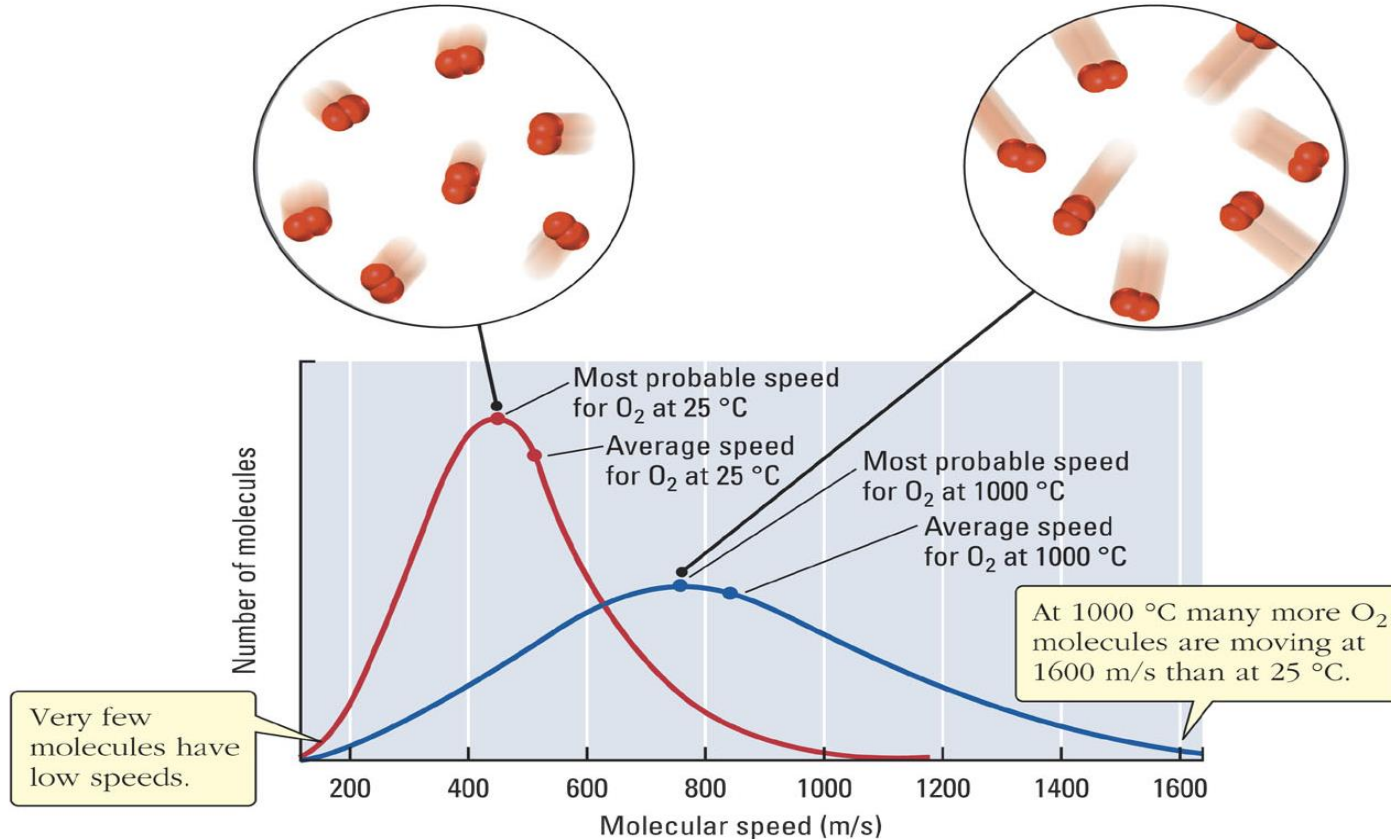 Most probable speed
for O₂ at 25 °C
Average speed
for O₂ at 25 °C
Most probable speed
for O₂ at 1000 °C
Average speed
for O₂ at 1000 °C
At 1000 °C many more O₂
molecules are moving at
1600 m/s than at 25 °C.
Very few
molecules have
low speeds.
Number of molecules
200 400 600 800 1000 1200 1400 1600
Molecular speed (m/s)